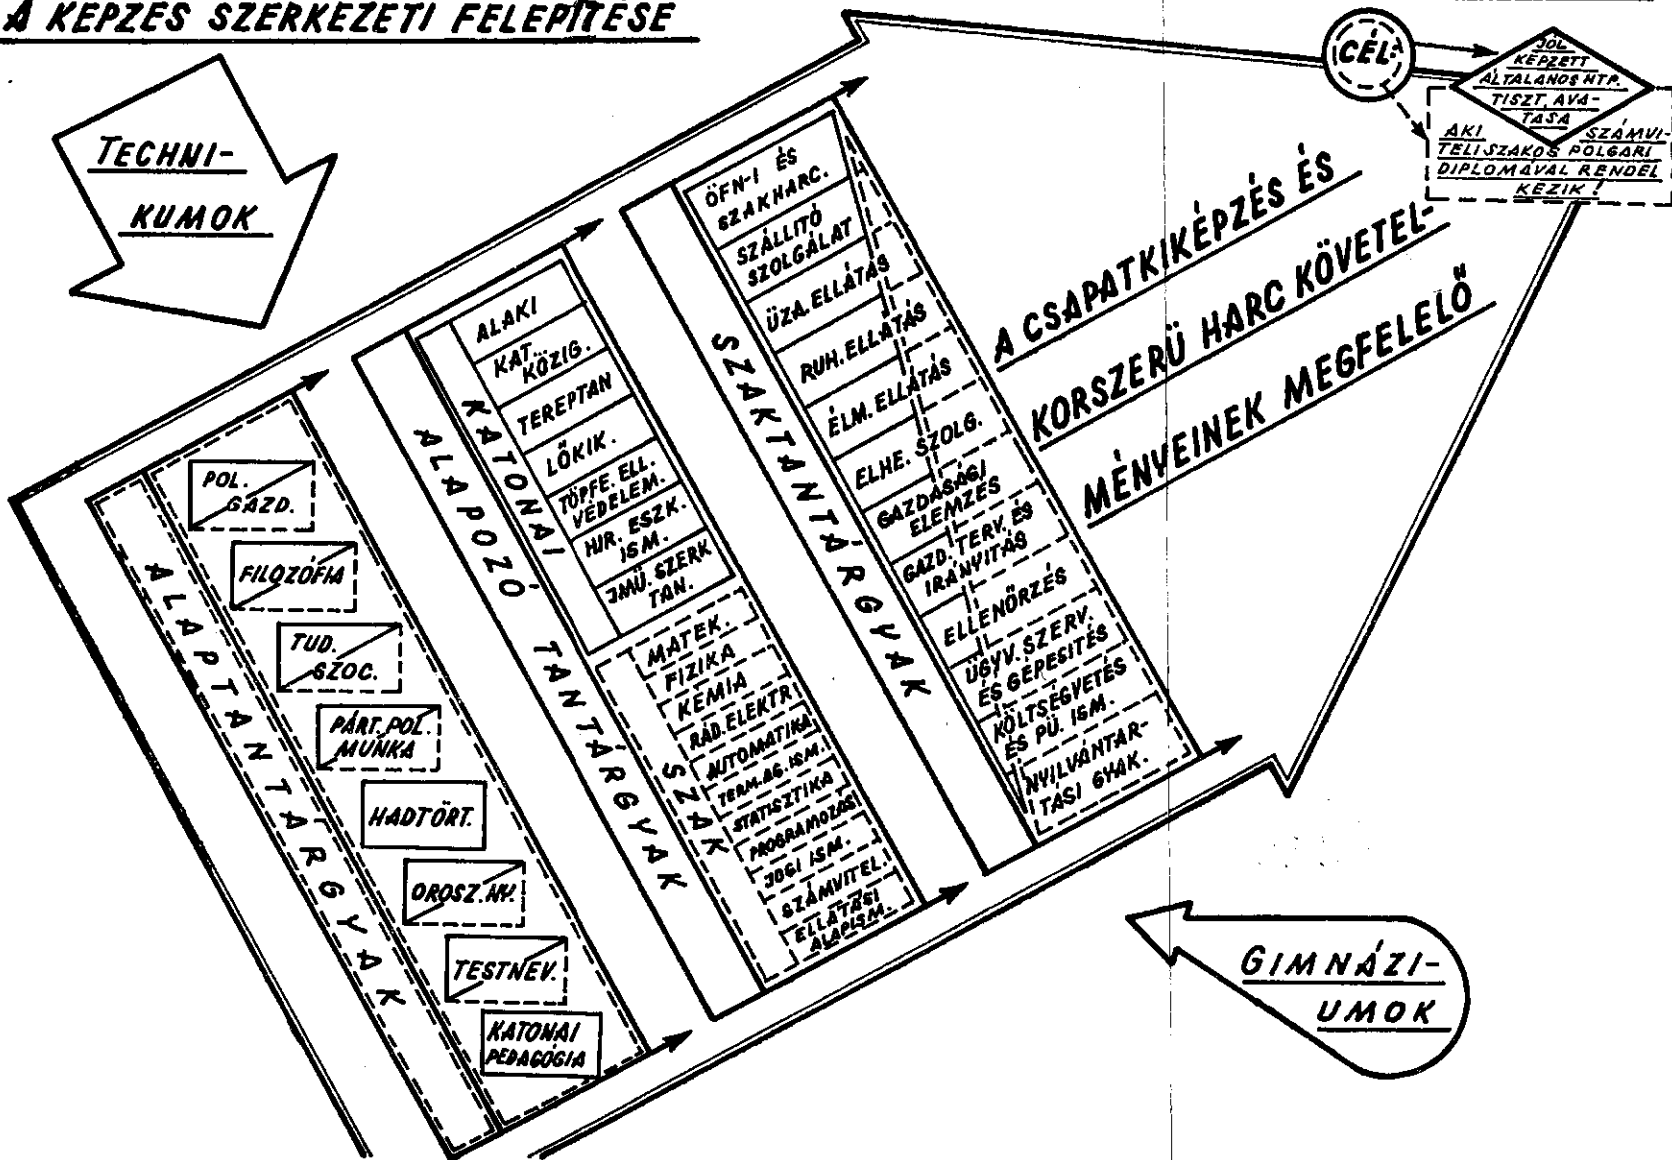 A KÉPZÉS SZERKEZETI FELÉPÍTÉSE
TECHNI-
KUMOK
CÉL:
JÓL
KÉPZETT
ÁLTALÁNOS HTP.
TISZT, AVA-
TÁSA
AKI SZÁMVI-
TELI SZAKOS POLGÁRI
DIPLOMÁVAL RENDEL
KEZIK!
A CSAPATKIKÉPZÉS ÉS
KORSZERŰ HARC KÖVETEL-
MÉNYEINEK MEGFELELŐ
ALAPTANTÁRGYAK
POL.
GAZD.
FILOZÓFIA
TUD.
SZOC.
PÁRT. POL.
MUNKA
HADTÖRT.
OROSZ. NY.
TESTNEV.
KATONAI
PEDAGÓGIA
ALAPOZÓ TANTÁRGYAK
KATONAI
ALAKI
KAT.
KÖZIG.
TEREPTAN
LŐKIK.
TÖPFE. ELL.
VÉDELEM.
HIR. ESZK.
ISM.
JMŰ. SZERK
TAN.
SZAK
MATEK.
FIZIKA
KÉMIA
RÁD. ELEKTR
AUTOMATIKA
TERM. AG. ISM.
STATISZTIKA
PROGRAMOZÁS
JOGI ISM.
SZÁMVITEL.
ELLÁTÁSI
ALAPISM.
SZAKTANTÁRGYAK
ÖFN-I ÉS
SZAKHARC.
SZÁLLITÓ
SZOLGÁLAT
ÜZA. ELLÁTÁS
RUH. ELLÁTÁS
ÉLM. ELLÁTÁS
ELHE. SZOLG.
GAZDASÁGI
ELEMZÉS
GAZD. TERV. ÉS
IRÁNYITÁS
ELLENŐRZÉS
ÜGYV. SZERV.
ÉS GÉPESITÉS
KÖLTSÉGVETÉS
ÉS PÜ. ISM.
NYILVÁNTAR-
TÁSI GYAK.
GIMNÁZI-
UMOK